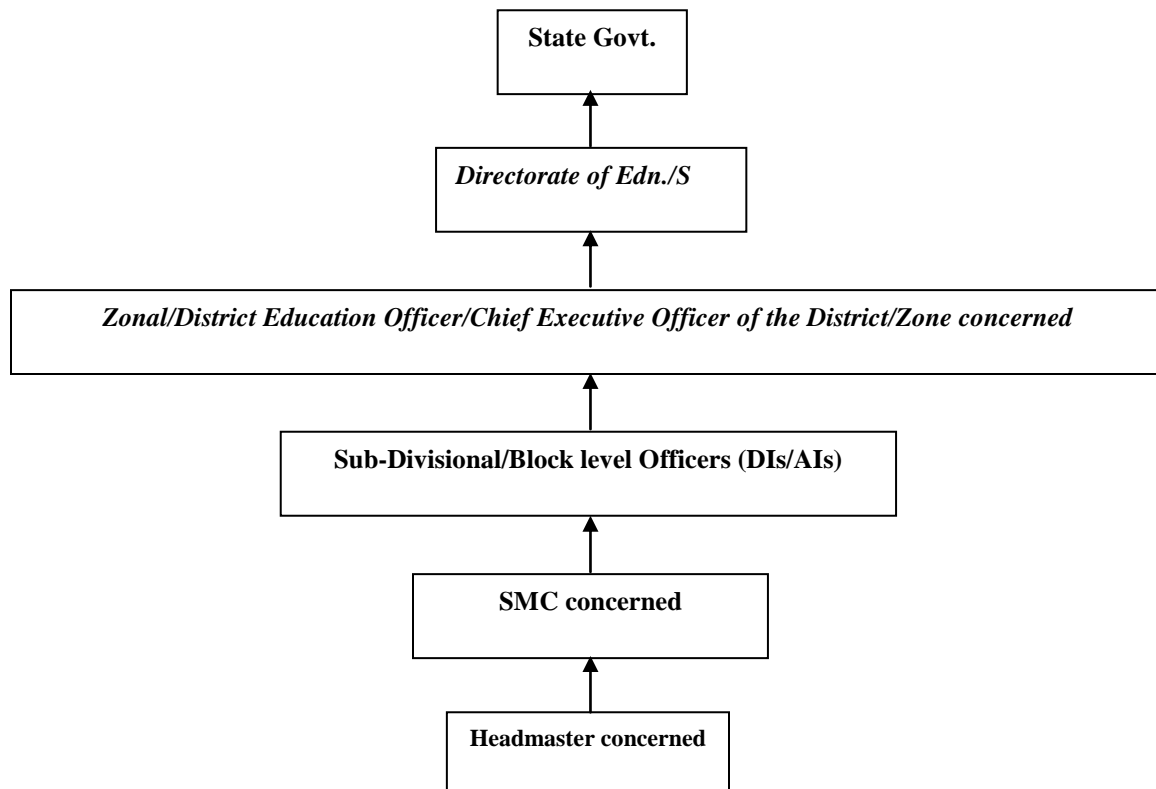 State Govt.
Directorate of Edn./S
Zonal/District Education Officer/Chief Executive Officer of the District/Zone concerned
Sub-Divisional/Block level Officers (DIs/AIs)
SMC concerned
Headmaster concerned